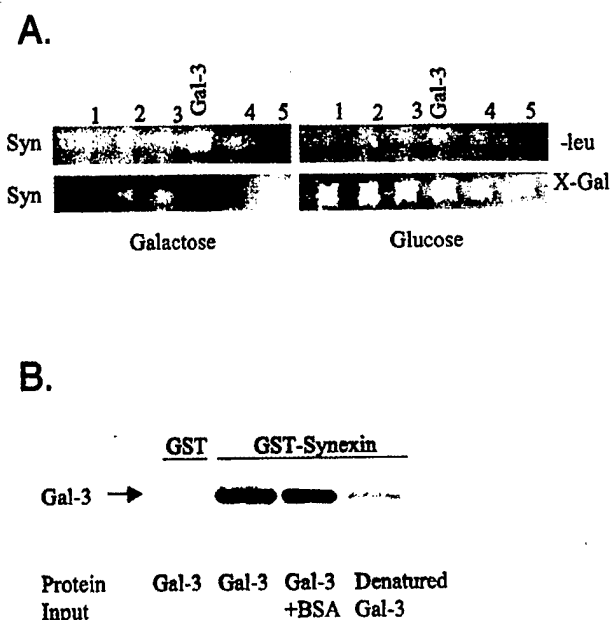 A.
1 2 3 Gal-3 4 5 1 2 3 Gal-3 4 5
Syn -leu
Syn X-Gal
Galactose Glucose
B.
GST GST-Synexin
Gal-3
Protein Gal-3 Gal-3 Gal-3 Denatured
Input +BSA Gal-3